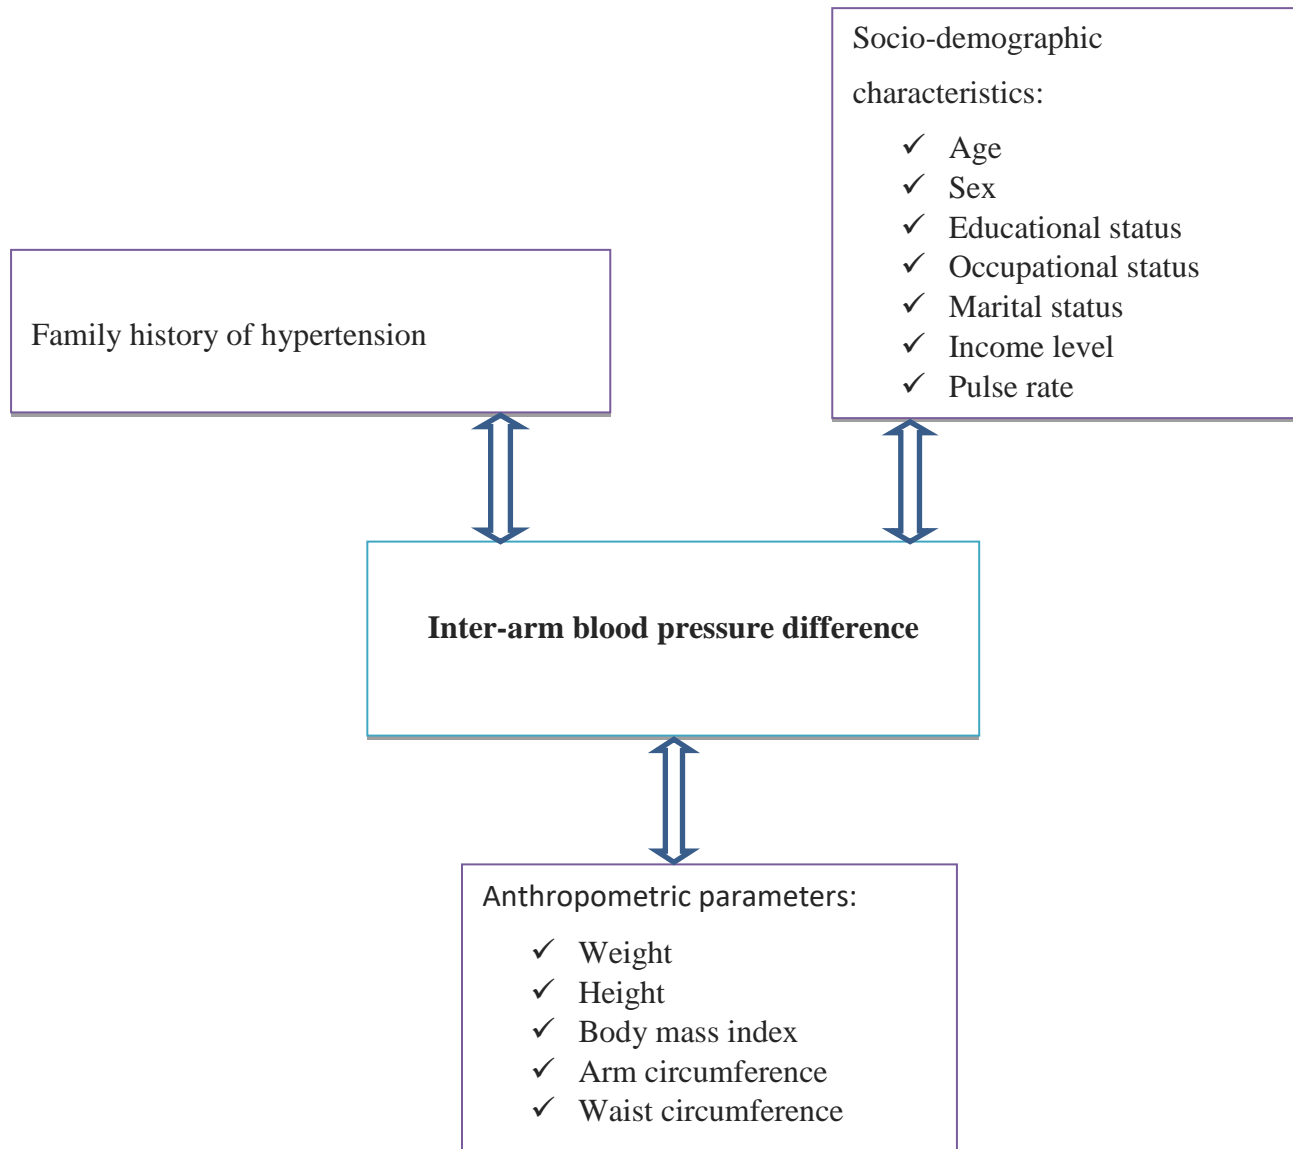 Socio-demographic
characteristics:
✓ Age
✓ Sex
✓ Educational status
✓ Occupational status
✓ Marital status
✓ Income level
✓ Pulse rate
Family history of hypertension
Inter-arm blood pressure difference
Anthropometric parameters:
✓ Weight
✓ Height
✓ Body mass index
✓ Arm circumference
✓ Waist circumference